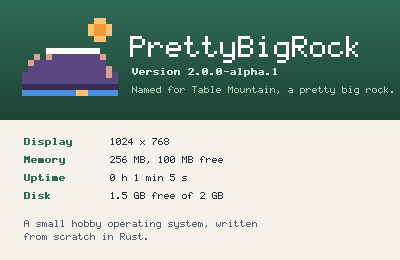 PrettyBigRock
Version 2.0.0-alpha.1
Named for Table Mountain, a pretty big rock.
Display 1024 x 768
Memory 256 MB, 100 MB free
Uptime 0 h 1 min 5 s
Disk 1.5 GB free of 2 GB
A small hobby operating system, written
from scratch in Rust.